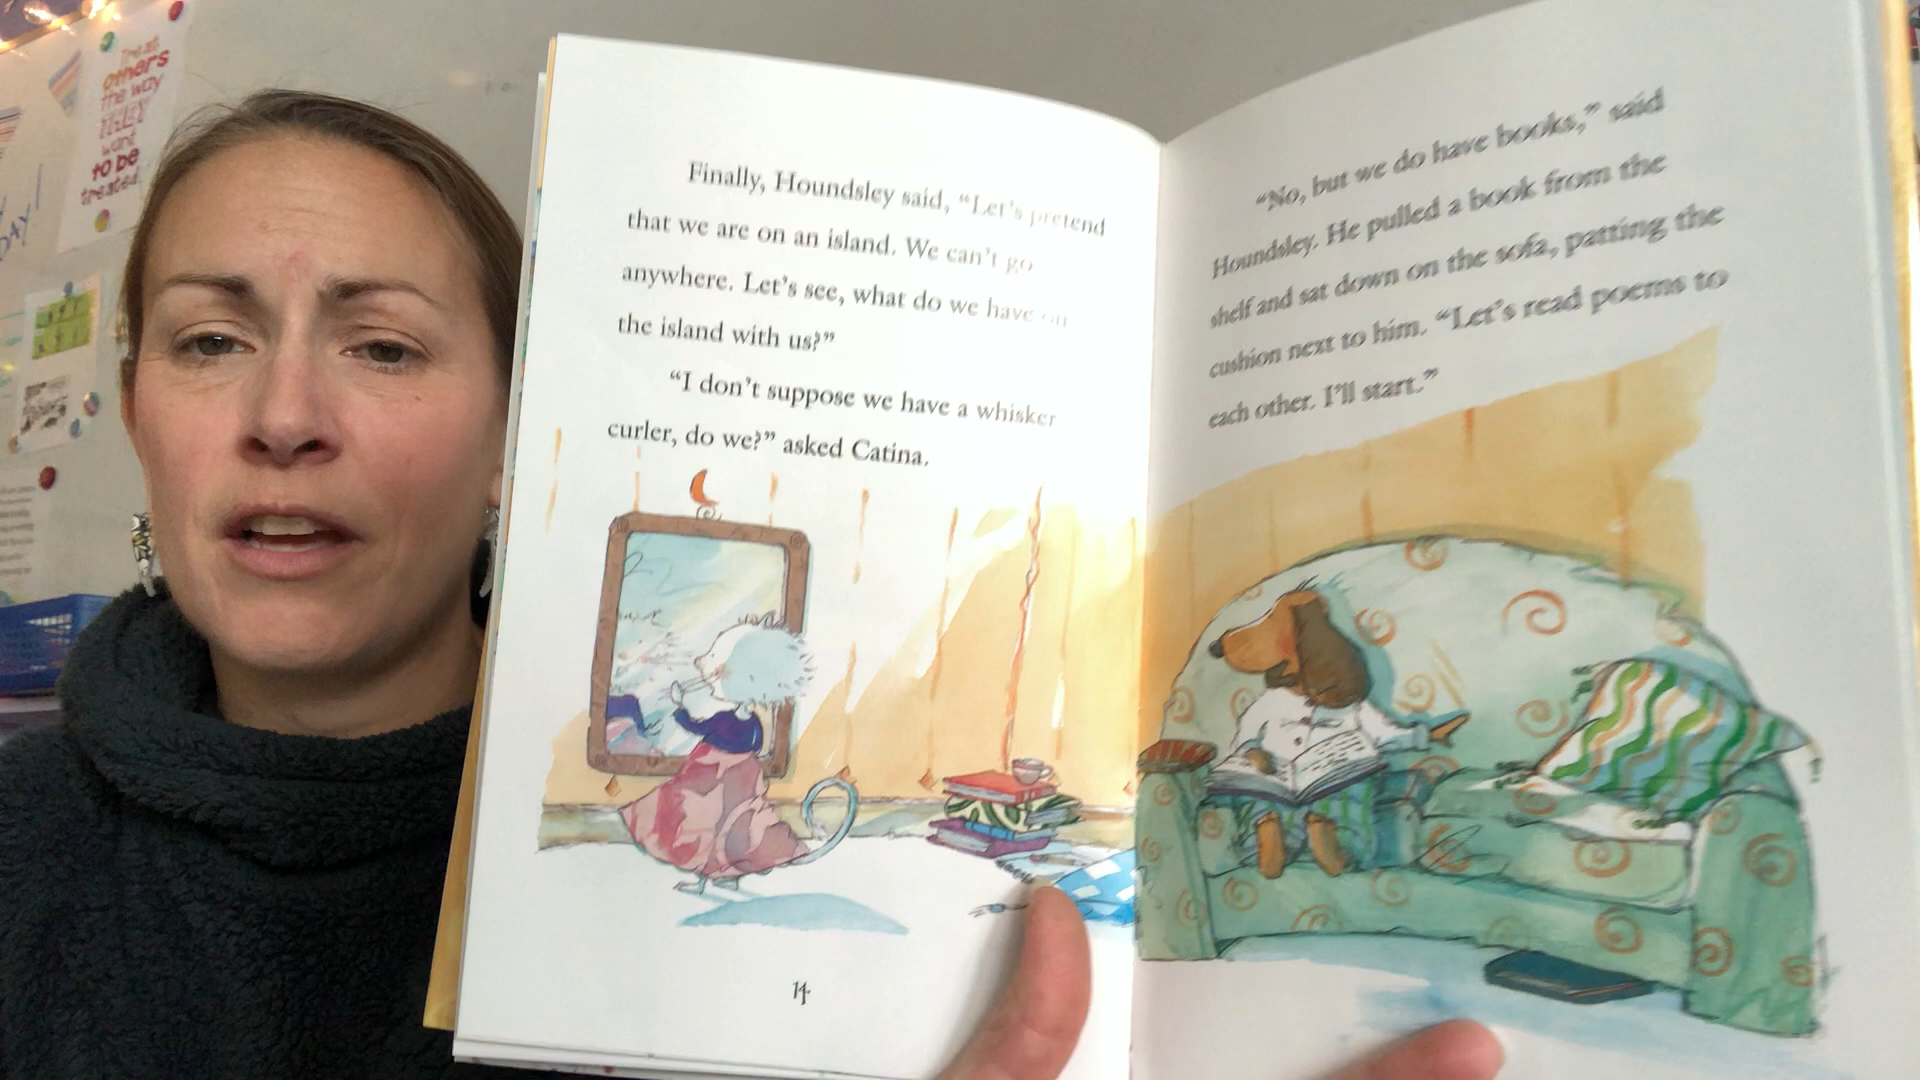 Treat
others
the way
want
to be
treated.
DAY!
Finally, Houndsley said, “Let’s pretend
that we are on an island. We can’t go
anywhere. Let’s see, what do we have on
the island with us?”
“I don’t suppose we have a whisker
curler, do we?” asked Catina.
14
“No, but we do have books,” said
Houndsley. He pulled a book from the
shelf and sat down on the sofa, patting the
cushion next to him. “Let’s read poems to
each other. I’ll start.”